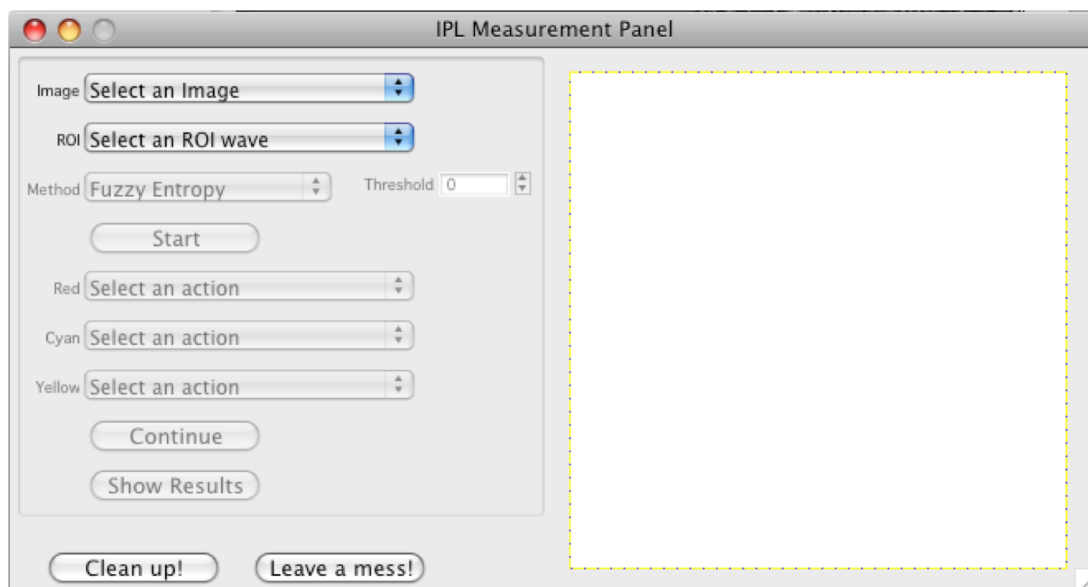 IPL Measurement Panel
Image Select an Image
ROI Select an ROI wave
Method Fuzzy Entropy Threshold 0
Start
Red Select an action
Cyan Select an action
Yellow Select an action
Continue
Show Results
Clean up! Leave a mess!